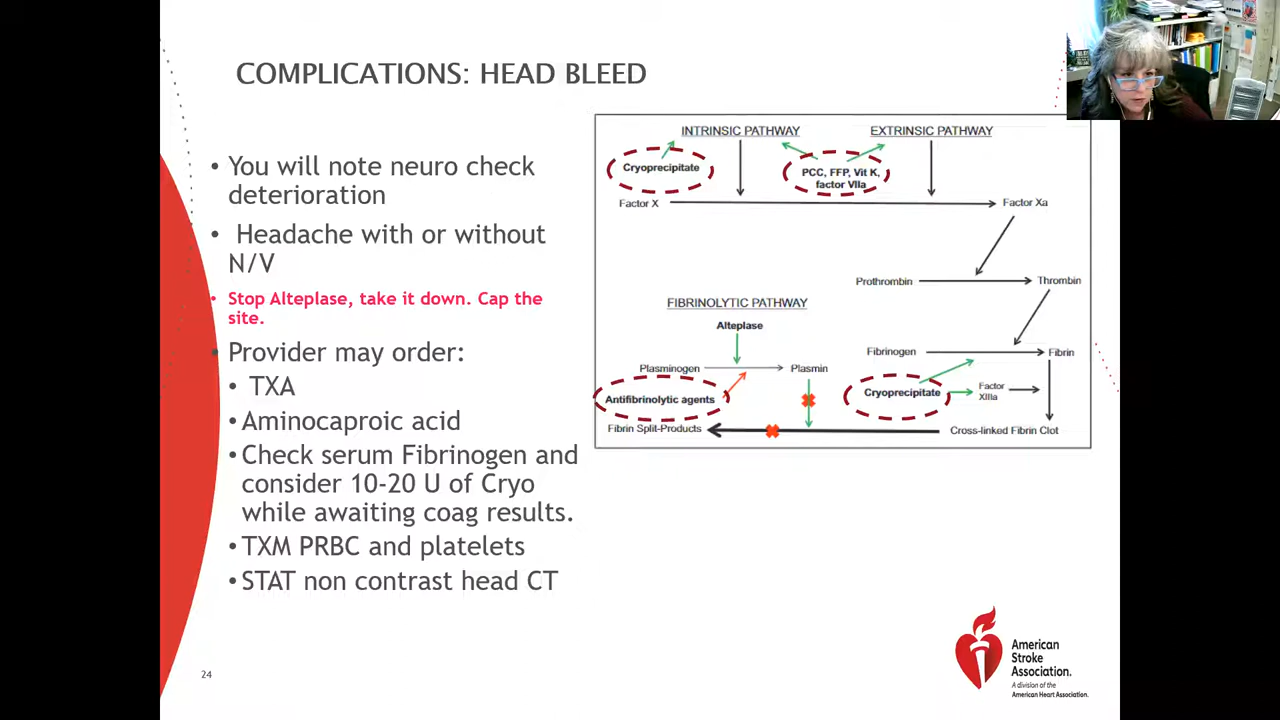 COMPLICATIONS: HEAD BLEED
• You will note neuro check
deterioration
• Headache with or without
N/V
• Stop Alteplase, take it down. Cap the
site.
• Provider may order:
• TXA
• Aminocaproic acid
• Check serum Fibrinogen and
consider 10-20 U of Cryo
while awaiting coag results.
• TXM PRBC and platelets
• STAT non contrast head CT
INTRINSIC PATHWAY
EXTRINSIC PATHWAY
Cryoprecipitate
PCC, FFP, Vit K,
factor VIIa
Factor X
Factor Xa
Prothrombin
Thrombin
FIBRINOLYTIC PATHWAY
Alteplase
Fibrinogen
Fibrin
Plasminogen
Plasmin
Antifibrinolytic agents
Cryoprecipitate
Factor
XIIIa
Fibrin Split-Products
Cross-linked Fibrin Clot
24
American
Stroke
Association.
A division of the
American Heart Association.